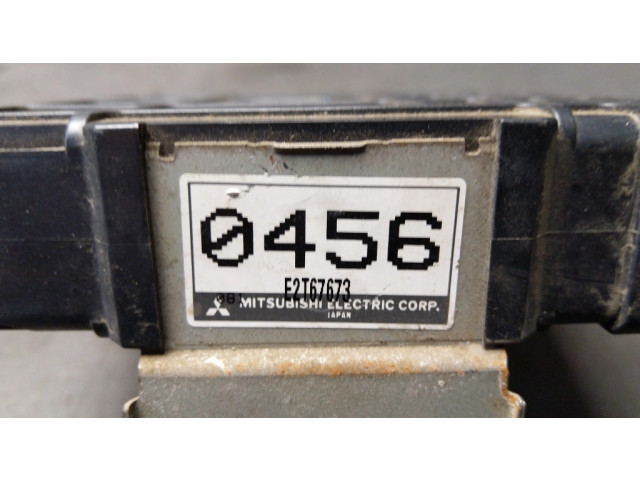 0456
E2T67673
MITSUBISHI ELECTRIC CORP.
JAPAN